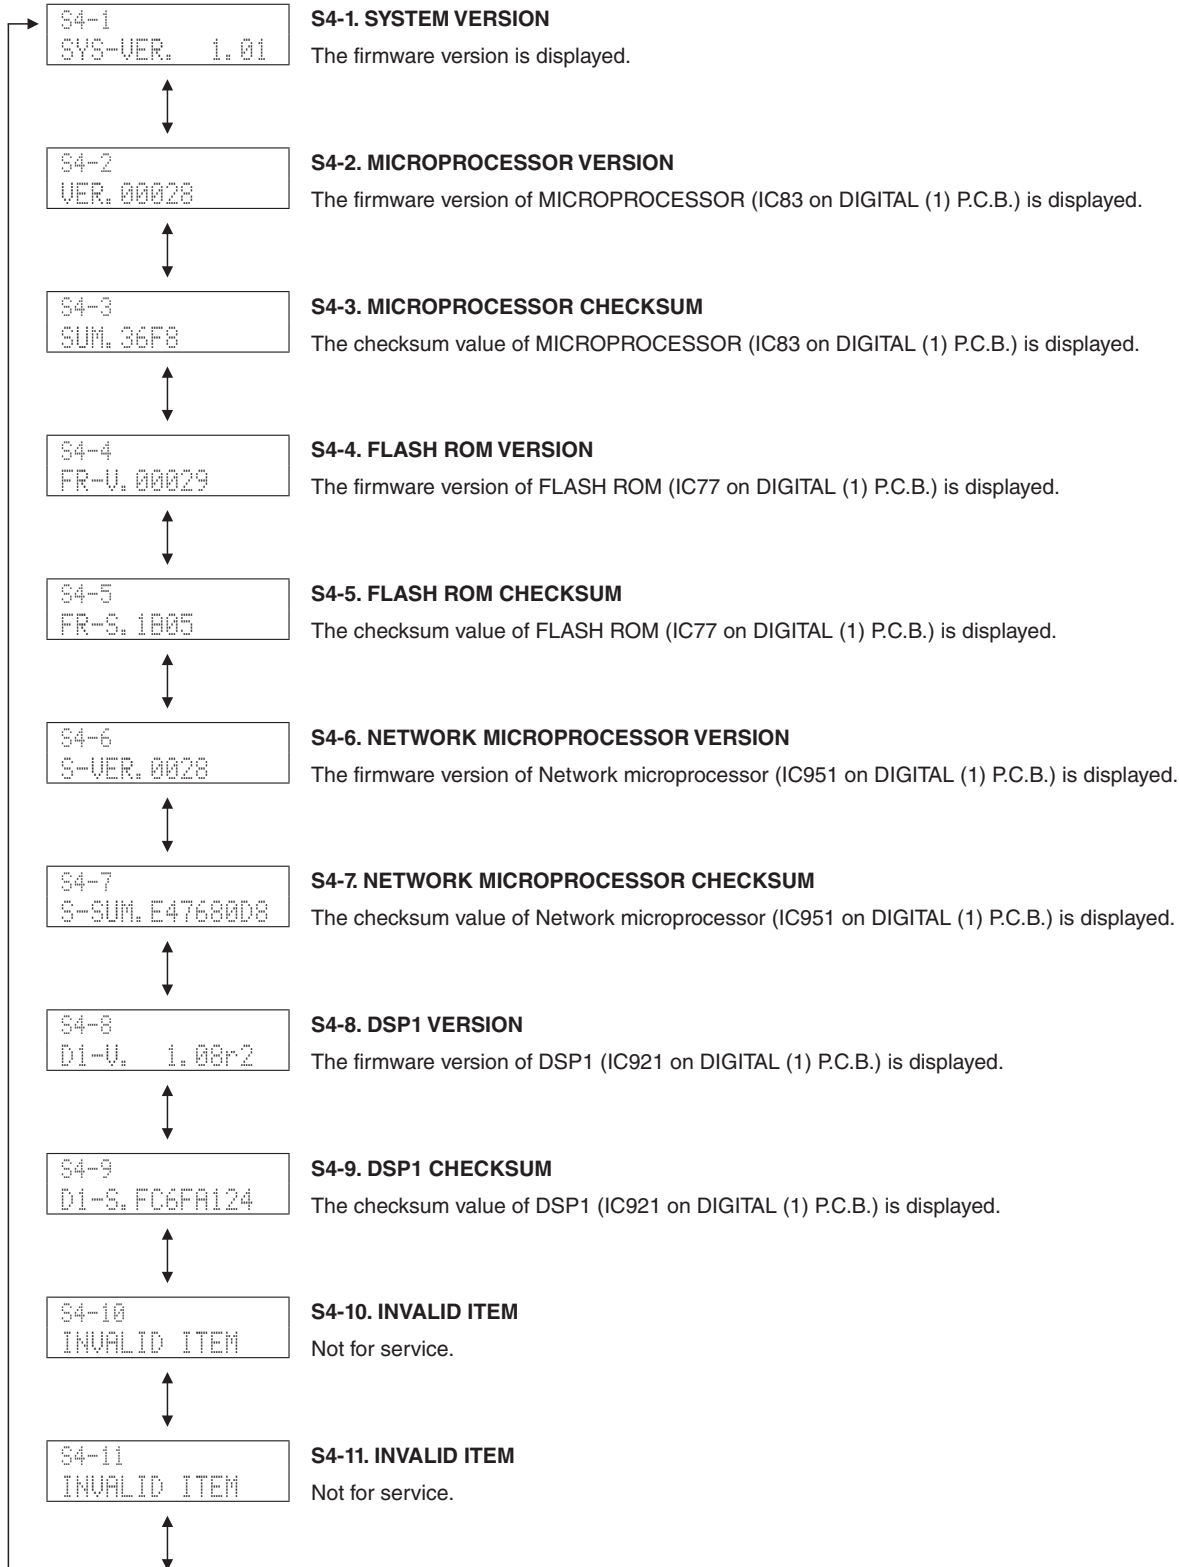 S4-1
SYS-VER. 1.01
S4-1. SYSTEM VERSION
The firmware version is displayed.
S4-2
VER.00028
S4-2. MICROPROCESSOR VERSION
The firmware version of MICROPROCESSOR (IC83 on DIGITAL (1) P.C.B.) is displayed.
S4-3
SUM.36F8
S4-3. MICROPROCESSOR CHECKSUM
The checksum value of MICROPROCESSOR (IC83 on DIGITAL (1) P.C.B.) is displayed.
S4-4
FR-V.00029
S4-4. FLASH ROM VERSION
The firmware version of FLASH ROM (IC77 on DIGITAL (1) P.C.B.) is displayed.
S4-5
FR-S.1B05
S4-5. FLASH ROM CHECKSUM
The checksum value of FLASH ROM (IC77 on DIGITAL (1) P.C.B.) is displayed.
S4-6
S-VER.0028
S4-6. NETWORK MICROPROCESSOR VERSION
The firmware version of Network microprocessor (IC951 on DIGITAL (1) P.C.B.) is displayed.
S4-7
S-SUM.E47680D8
S4-7. NETWORK MICROPROCESSOR CHECKSUM
The checksum value of Network microprocessor (IC951 on DIGITAL (1) P.C.B.) is displayed.
S4-8
D1-V. 1.08r2
S4-8. DSP1 VERSION
The firmware version of DSP1 (IC921 on DIGITAL (1) P.C.B.) is displayed.
S4-9
D1-S.FC6FA124
S4-9. DSP1 CHECKSUM
The checksum value of DSP1 (IC921 on DIGITAL (1) P.C.B.) is displayed.
S4-10
INVALID ITEM
S4-10. INVALID ITEM
Not for service.
S4-11
INVALID ITEM
S4-11. INVALID ITEM
Not for service.